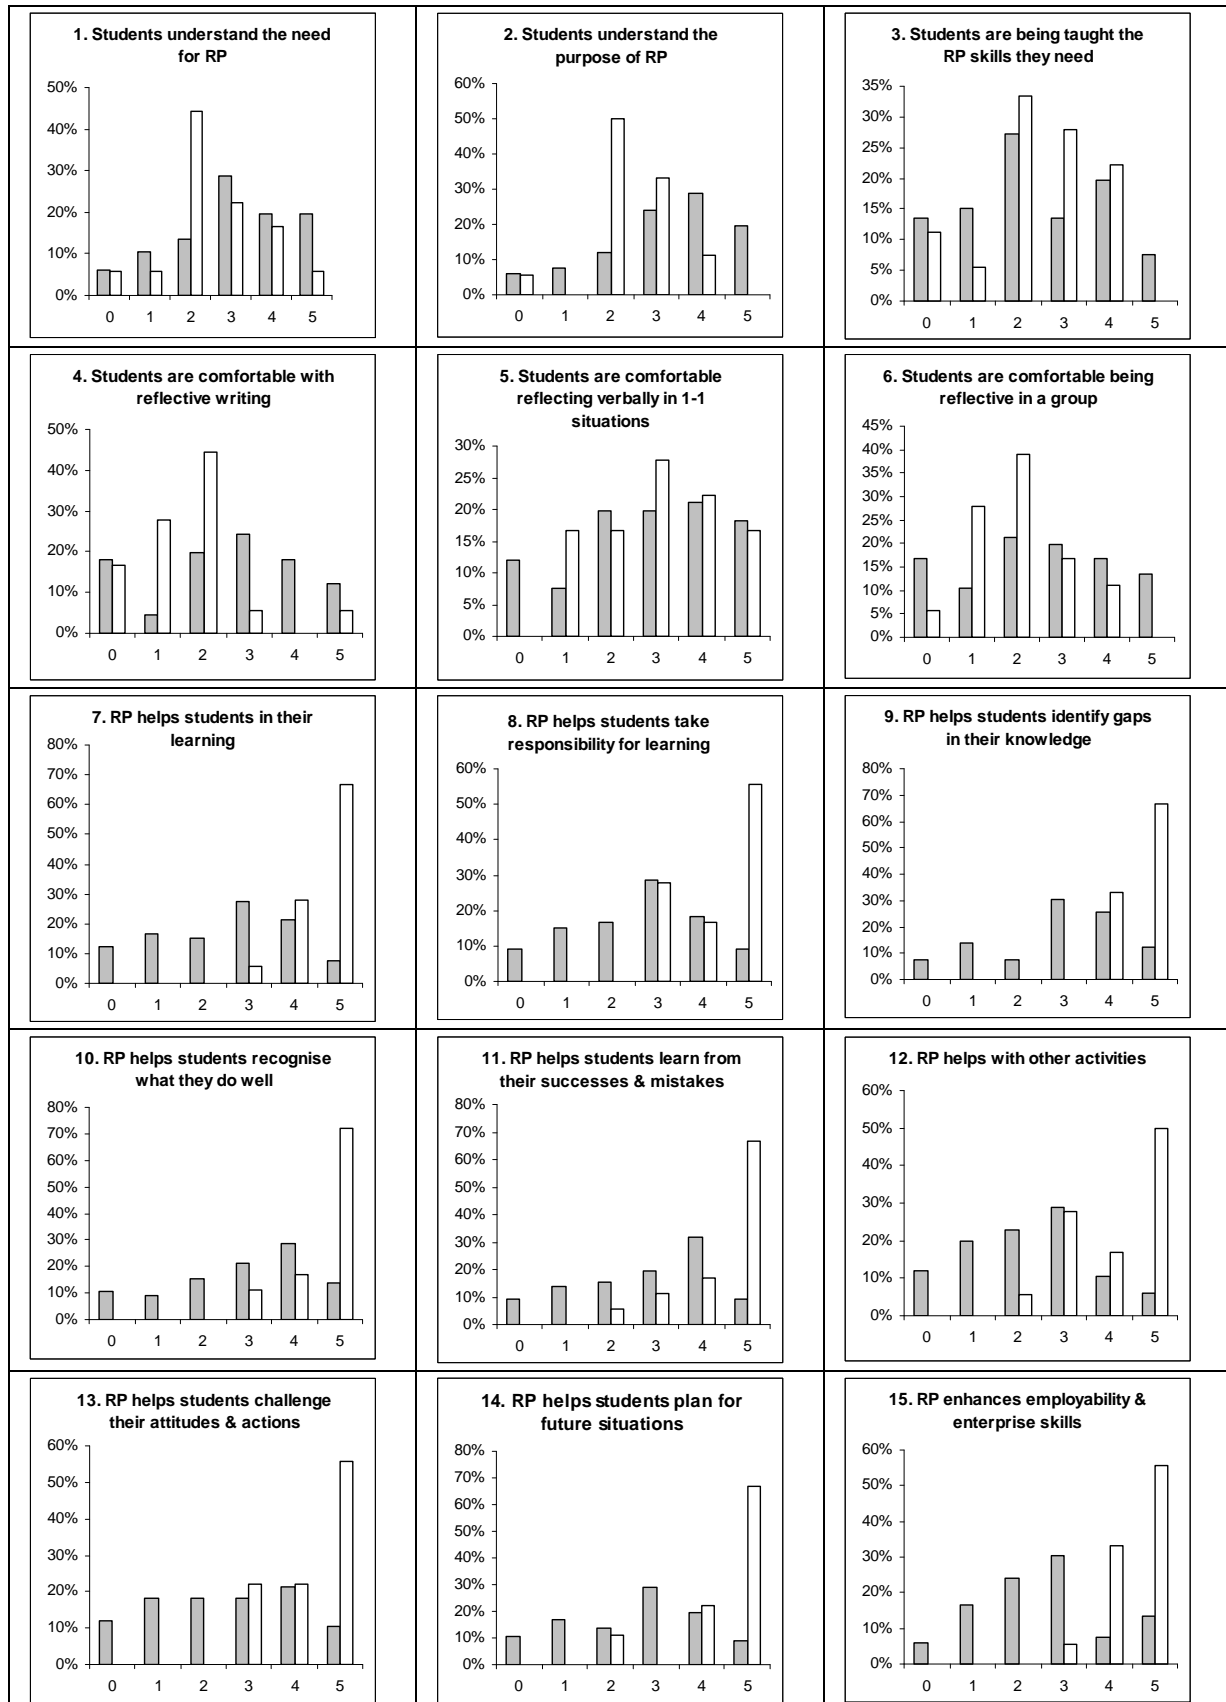 1. Students understand the need
for RP
50%
40%
30%
20%
10%
0%
0 1 2 3 4 5
2. Students understand the
purpose of RP
60%
50%
40%
30%
20%
10%
0%
0 1 2 3 4 5
3. Students are being taught the
RP skills they need
35%
30%
25%
20%
15%
10%
5%
0%
0 1 2 3 4 5
4. Students are comfortable with
reflective writing
50%
40%
30%
20%
10%
0%
0 1 2 3 4 5
5. Students are comfortable
reflecting verbally in 1-1
situations
30%
25%
20%
15%
10%
5%
0%
0 1 2 3 4 5
6. Students are comfortable being
reflective in a group
45%
40%
35%
30%
25%
20%
15%
10%
5%
0%
0 1 2 3 4 5
7. RP helps students in their
learning
80%
70%
60%
50%
40%
30%
20%
10%
0%
0 1 2 3 4 5
8. RP helps students take
responsibility for learning
60%
50%
40%
30%
20%
10%
0%
0 1 2 3 4 5
9. RP helps students identify gaps
in their knowledge
80%
70%
60%
50%
40%
30%
20%
10%
0%
0 1 2 3 4 5
10. RP helps students recognise
what they do well
80%
70%
60%
50%
40%
30%
20%
10%
0%
0 1 2 3 4 5
11. RP helps students learn from
their successes & mistakes
80%
70%
60%
50%
40%
30%
20%
10%
0%
0 1 2 3 4 5
12. RP helps with other activities
60%
50%
40%
30%
20%
10%
0%
0 1 2 3 4 5
13. RP helps students challenge
their attitudes & actions
60%
50%
40%
30%
20%
10%
0%
0 1 2 3 4 5
14. RP helps students plan for
future situations
80%
70%
60%
50%
40%
30%
20%
10%
0%
0 1 2 3 4 5
15. RP enhances employability &
enterprise skills
60%
50%
40%
30%
20%
10%
0%
0 1 2 3 4 5